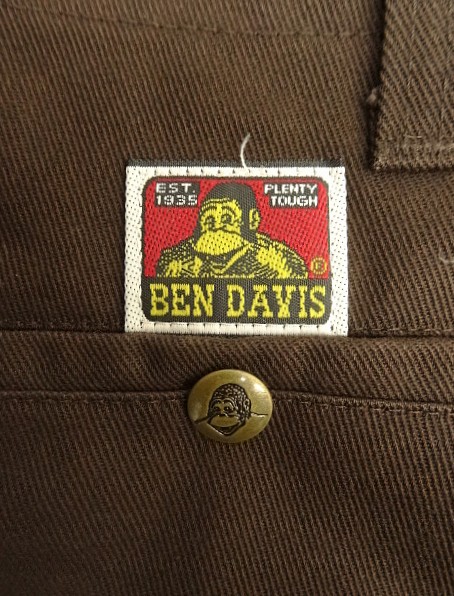 EST. PLENTY
1935 TOUGH
®
BEN DAVIS